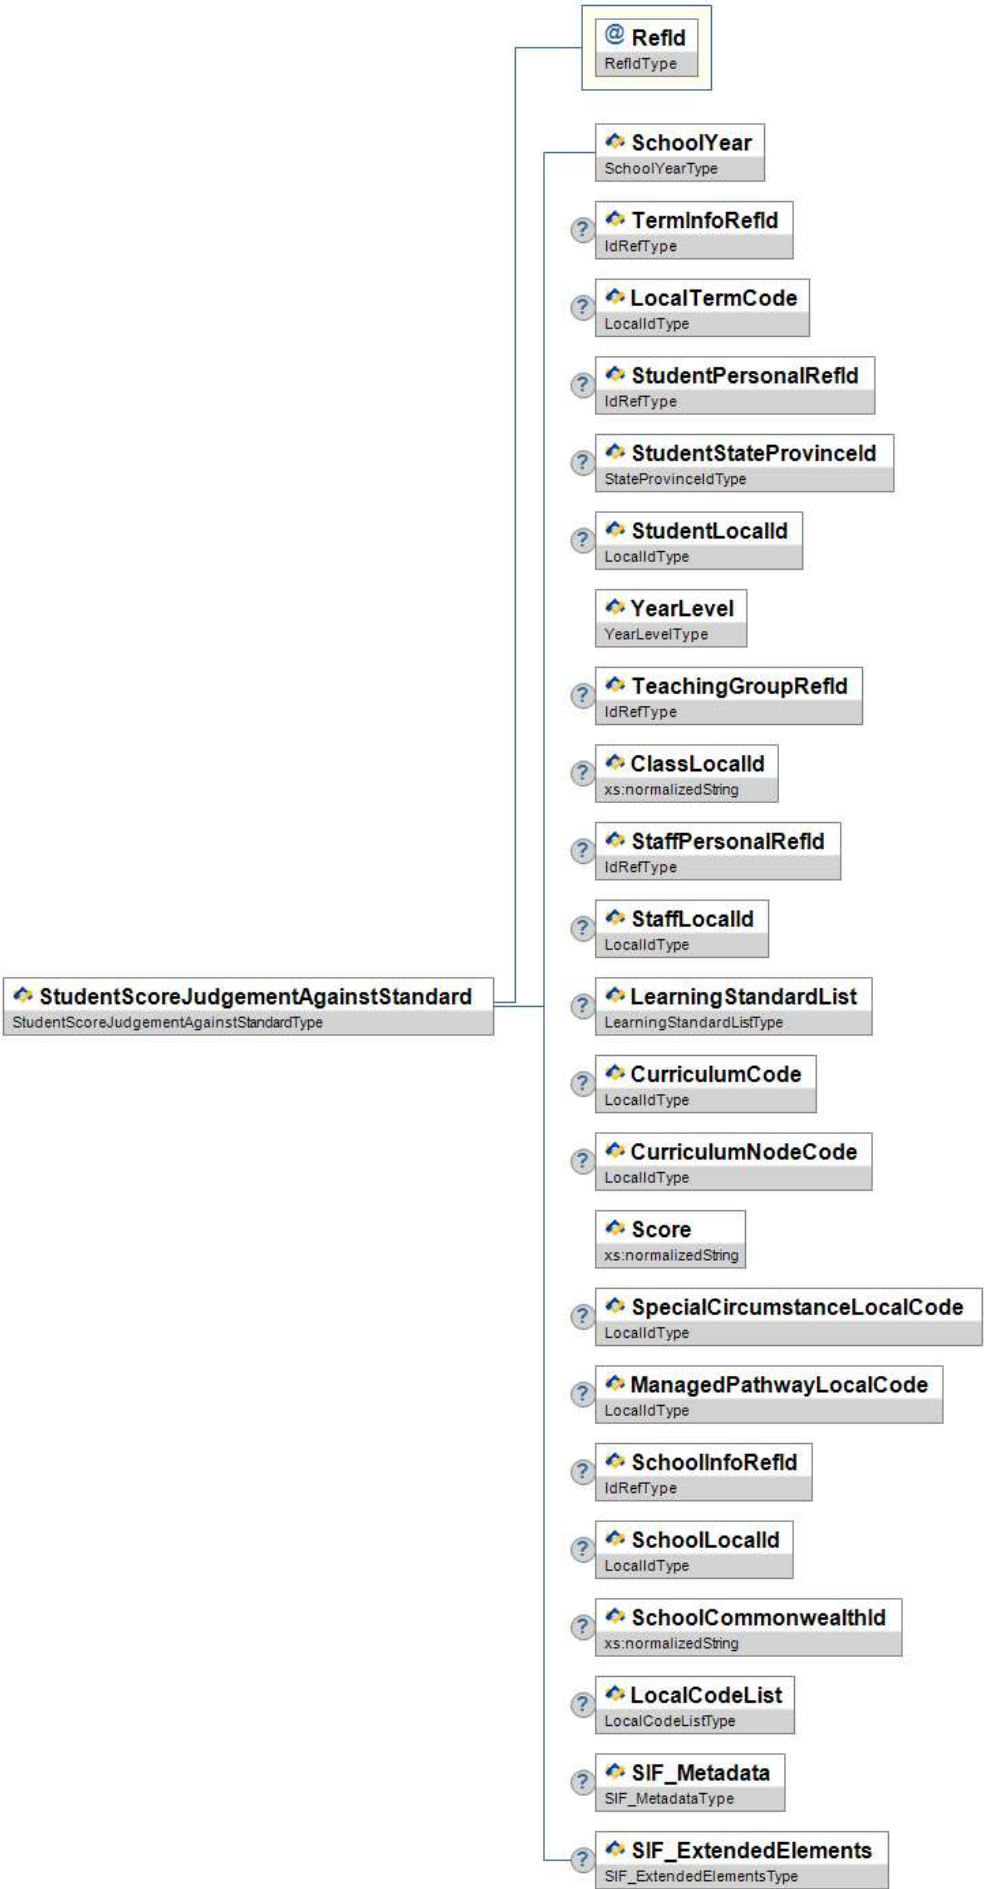 @ RefId
RefIdType
SchoolYear
SchoolYearType
? TermInfoRefId
IdRefType
? LocalTermCode
LocalIdType
? StudentPersonalRefId
IdRefType
? StudentStateProvinceId
StateProvinceIdType
? StudentLocalId
LocalIdType
YearLevel
YearLevelType
? TeachingGroupRefId
IdRefType
? ClassLocalId
xs:normalizedString
? StaffPersonalRefId
IdRefType
? StaffLocalId
LocalIdType
StudentScoreJudgementAgainstStandard
StudentScoreJudgementAgainstStandardType
? LearningStandardList
LearningStandardListType
? CurriculumCode
LocalIdType
? CurriculumNodeCode
LocalIdType
Score
xs:normalizedString
? SpecialCircumstanceLocalCode
LocalIdType
? ManagedPathwayLocalCode
LocalIdType
? SchoolInfoRefId
IdRefType
? SchoolLocalId
LocalIdType
? SchoolCommonwealthId
xs:normalizedString
? LocalCodeList
LocalCodeListType
? SIF_Metadata
SIF_MetadataType
? SIF_ExtendedElements
SIF_ExtendedElementsType